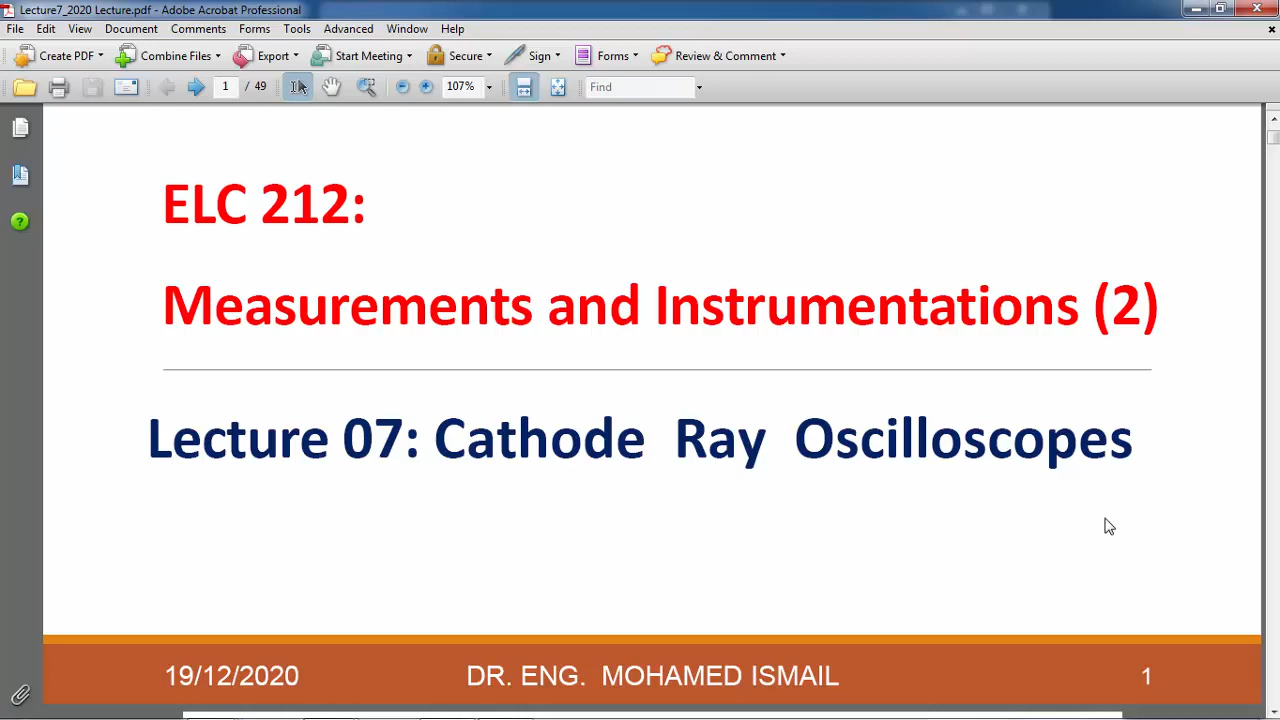 Lecture7_2020 Lecture.pdf - Adobe Acrobat Professional
File Edit View Document Comments Forms Tools Advanced Window Help
Create PDF Combine Files Export Start Meeting Secure Sign Forms Review & Comment
1 / 49 107% Find
ELC 212:
Measurements and Instrumentations (2)
Lecture 07: Cathode Ray Oscilloscopes
19/12/2020 DR. ENG. MOHAMED ISMAIL 1